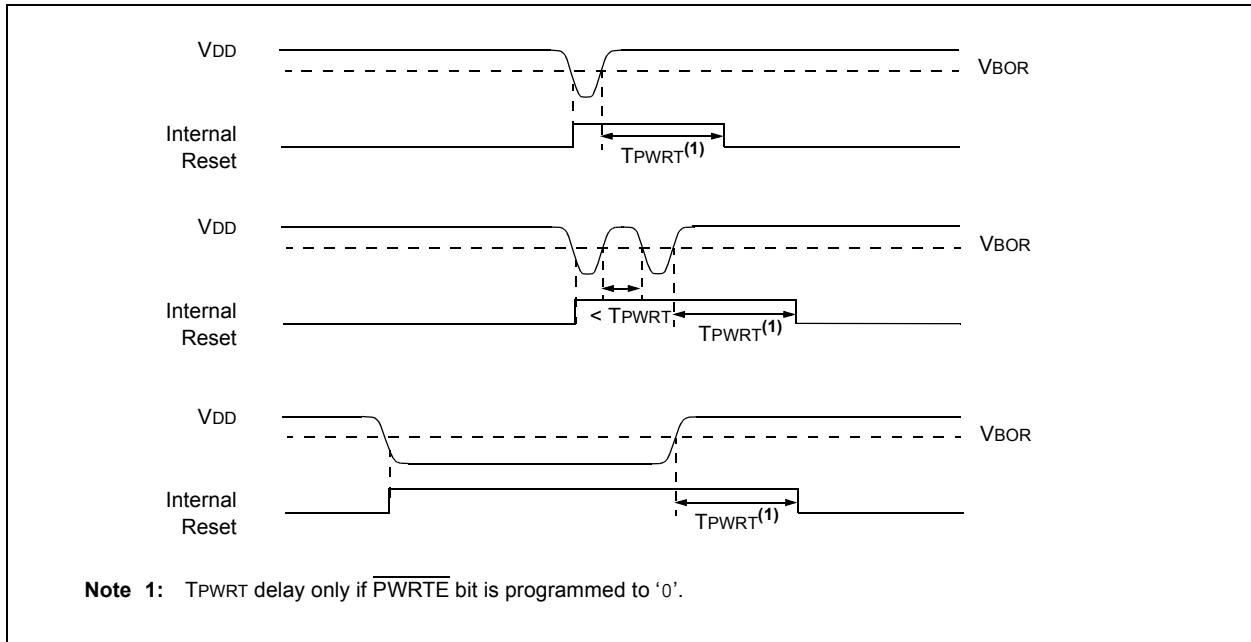 VDD
VBOR
Internal
Reset
TPWRT(1)
VDD
VBOR
Internal
Reset
< TPWRT
TPWRT(1)
VDD
VBOR
Internal
Reset
TPWRT(1)
Note 1: TPWRT delay only if PWRTE bit is programmed to ‘0’.